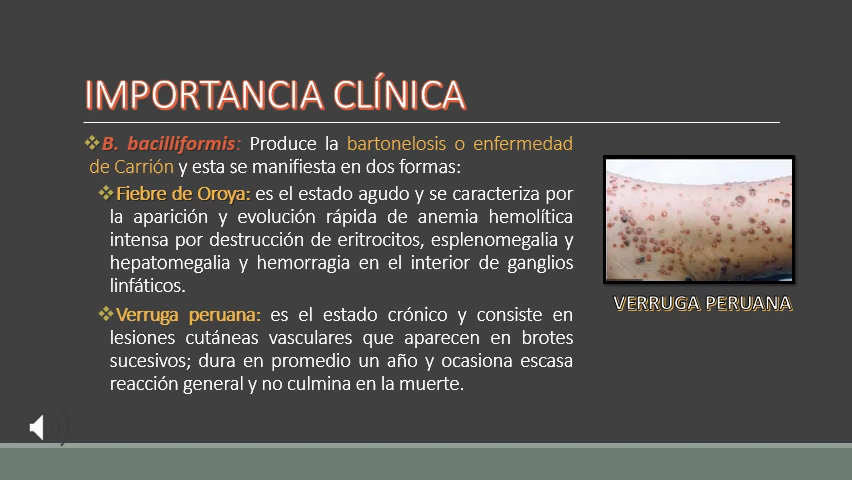 IMPORTANCIA CLÍNICA
❖B. bacilliformis: Produce la bartonelosis o enfermedad
de Carrión y esta se manifiesta en dos formas:
❖Fiebre de Oroya: es el estado agudo y se caracteriza por
la aparición y evolución rápida de anemia hemolítica
intensa por destrucción de eritrocitos, esplenomegalia y
hepatomegalia y hemorragia en el interior de ganglios
linfáticos.
❖Verruga peruana: es el estado crónico y consiste en
lesiones cutáneas vasculares que aparecen en brotes
sucesivos; dura en promedio un año y ocasiona escasa
reacción general y no culmina en la muerte.
VERRUGA PERUANA